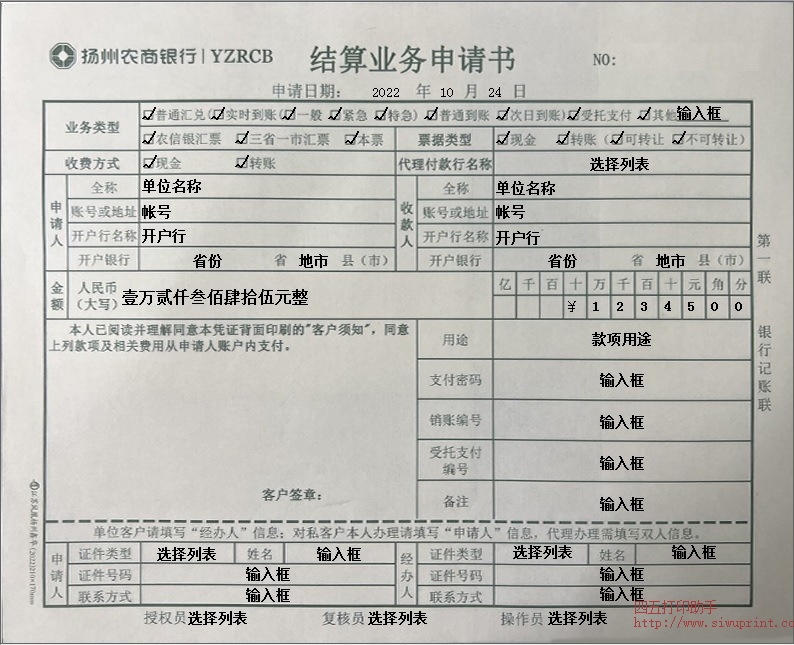 扬州农商银行 | YZRCB 结算业务申请书 NO:
申请日期: 2022 年 10 月 24 日
业务类型 ☑普通汇兑(☑实时到账(☑一般 ☑紧急 ☑特急) ☑普通到账 ☑次日到账) ☑受托支付 ☑其他 输入框
☑农信银汇票 ☑三省一市汇票 ☑本票 票据类型 ☑现金 ☑转账 (☑可转让 ☑不可转让)
收费方式 ☑现金 ☑转账 代理付款行名称 选择列表
申请人 全称 单位名称 收款人 全称 单位名称
账号或地址 帐号 账号或地址 帐号
开户行名称 开户行 开户行名称 开户行
开户银行 省份 省 地市 县(市) 开户银行 省份 省 地市 县(市)
金额 人民币(大写) 壹万贰仟叁佰肆拾伍元整 亿 千 百 十 万 千 百 十 元 角 分
¥ 1 2 3 4 5 0 0
本人已阅读并理解同意本凭证背面印刷的"客户须知", 同意
上列款项及相关费用从申请人账户内支付。
用途 款项用途
支付密码 输入框
销账编号 输入框
受托支付编号 输入框
客户签章: 备注 输入框
单位客户请填写“经办人”信息; 对私客户本人办理请填写“申请人”信息, 代理办理需填写双人信息。
申请人 证件类型 选择列表 姓名 输入框 经办人 证件类型 选择列表 姓名 输入框
证件号码 输入框 证件号码 输入框
联系方式 输入框 联系方式 输入框
授权员 选择列表 复核员 选择列表 操作员 选择列表
第一联 银行记账联
四五打印助手
http://www.siwuprint.co